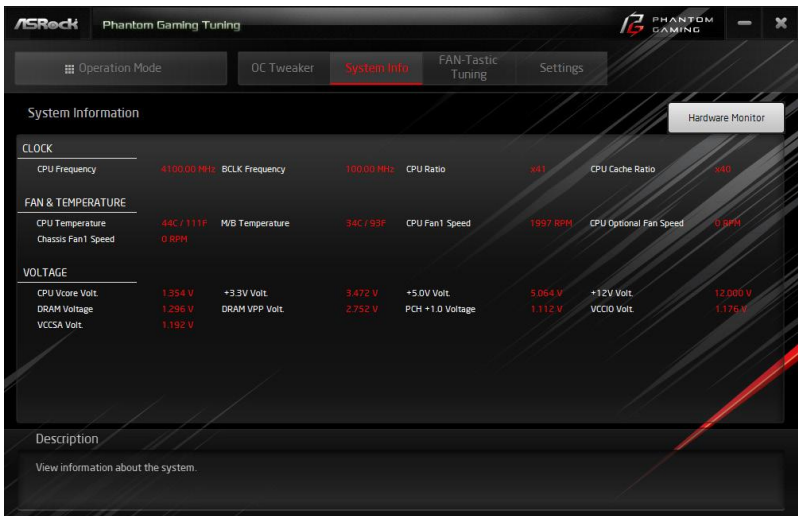 ASRock Phantom Gaming Tuning PHANTOM GAMING
Operation Mode OC Tweaker System Info FAN-Tastic Tuning Settings
System Information
Hardware Monitor
CLOCK
CPU Frequency 4100.00 MHz BCLK Frequency 100.00 MHz CPU Ratio x41 CPU Cache Ratio x40
FAN & TEMPERATURE
CPU Temperature 44C / 111F M/B Temperature 34C / 93F CPU Fan1 Speed 1997 RPM CPU Optional Fan Speed 0 RPM
Chassis Fan1 Speed 0 RPM
VOLTAGE
CPU Vcore Volt. 1.354 V +3.3V Volt. 3.472 V +5.0V Volt. 5.064 V +12V Volt. 12.000 V
DRAM Voltage 1.296 V DRAM VPP Volt. 2.752 V PCH +1.0 Voltage 1.112 V VCCIO Volt. 1.176 V
VCCSA Volt. 1.192 V
Description
View information about the system.